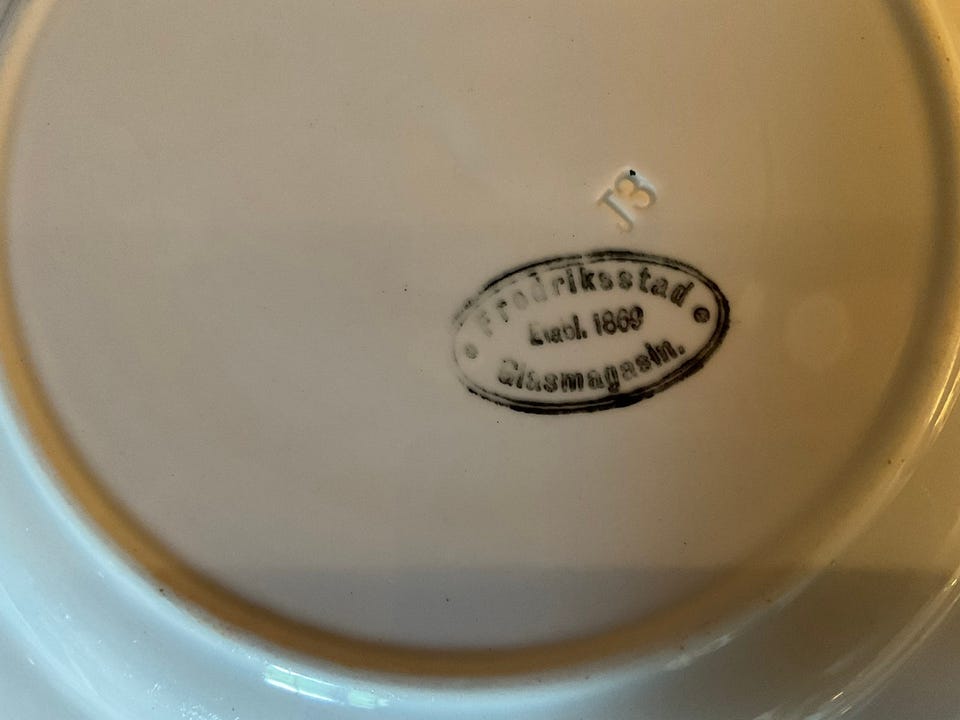 J3
Fredriksstad
Etabl. 1869
Glasmagasin.